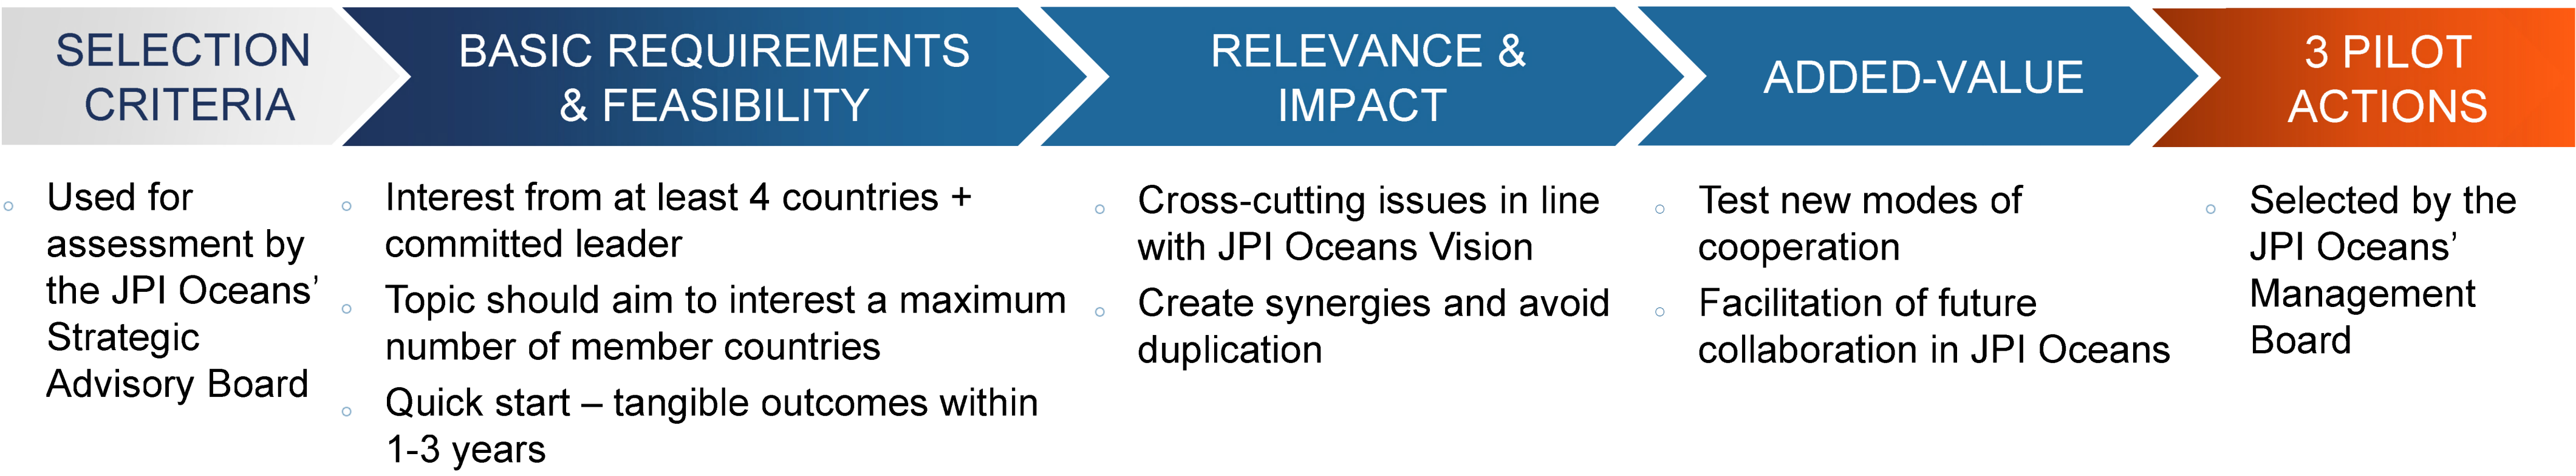 SELECTION
CRITERIA
Used for
assessment by
the JPI Oceans’
Strategic
Advisory Board
BASIC REQUIREMENTS
& FEASIBILITY
Interest from at least 4 countries +
committed leader
Topic should aim to interest a maximum
number of member countries
Quick start – tangible outcomes within
1-3 years
RELEVANCE &
IMPACT
Cross-cutting issues in line
with JPI Oceans Vision
Create synergies and avoid
duplication
ADDED-VALUE
Test new modes of
cooperation
Facilitation of future
collaboration in JPI Oceans
3 PILOT
ACTIONS
Selected by the
JPI Oceans’
Management
Board